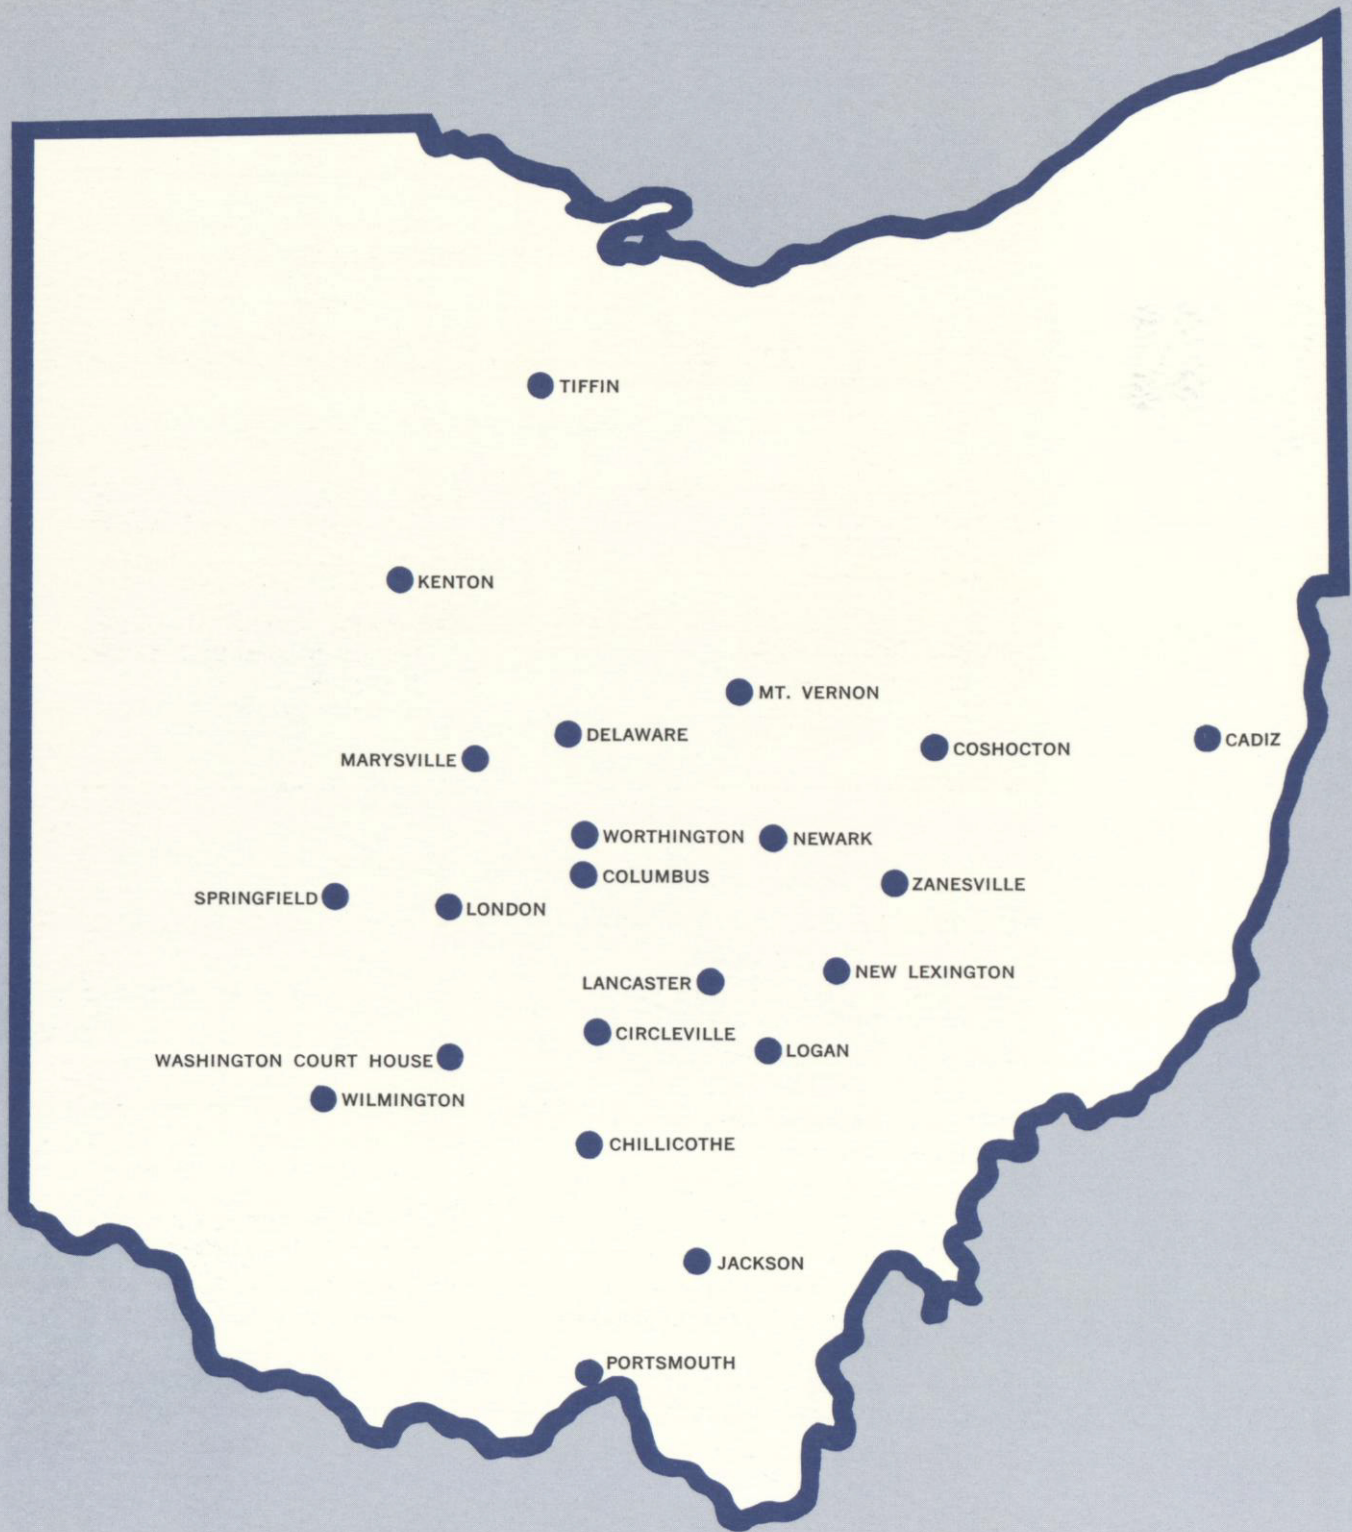 TIFFIN
KENTON
MT. VERNON
DELAWARE
CADIZ
COSHOCTON
MARYSVILLE
WORTHINGTON
NEWARK
COLUMBUS
ZANESVILLE
SPRINGFIELD
LONDON
NEW LEXINGTON
LANCASTER
CIRCLEVILLE
LOGAN
WASHINGTON COURT HOUSE
WILMINGTON
CHILLICOTHE
JACKSON
PORTSMOUTH